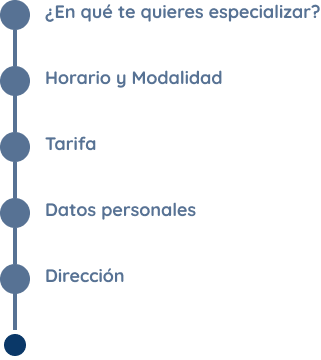 ¿En qué te quieres especializar?
Horario y Modalidad
Tarifa
Datos personales
Dirección